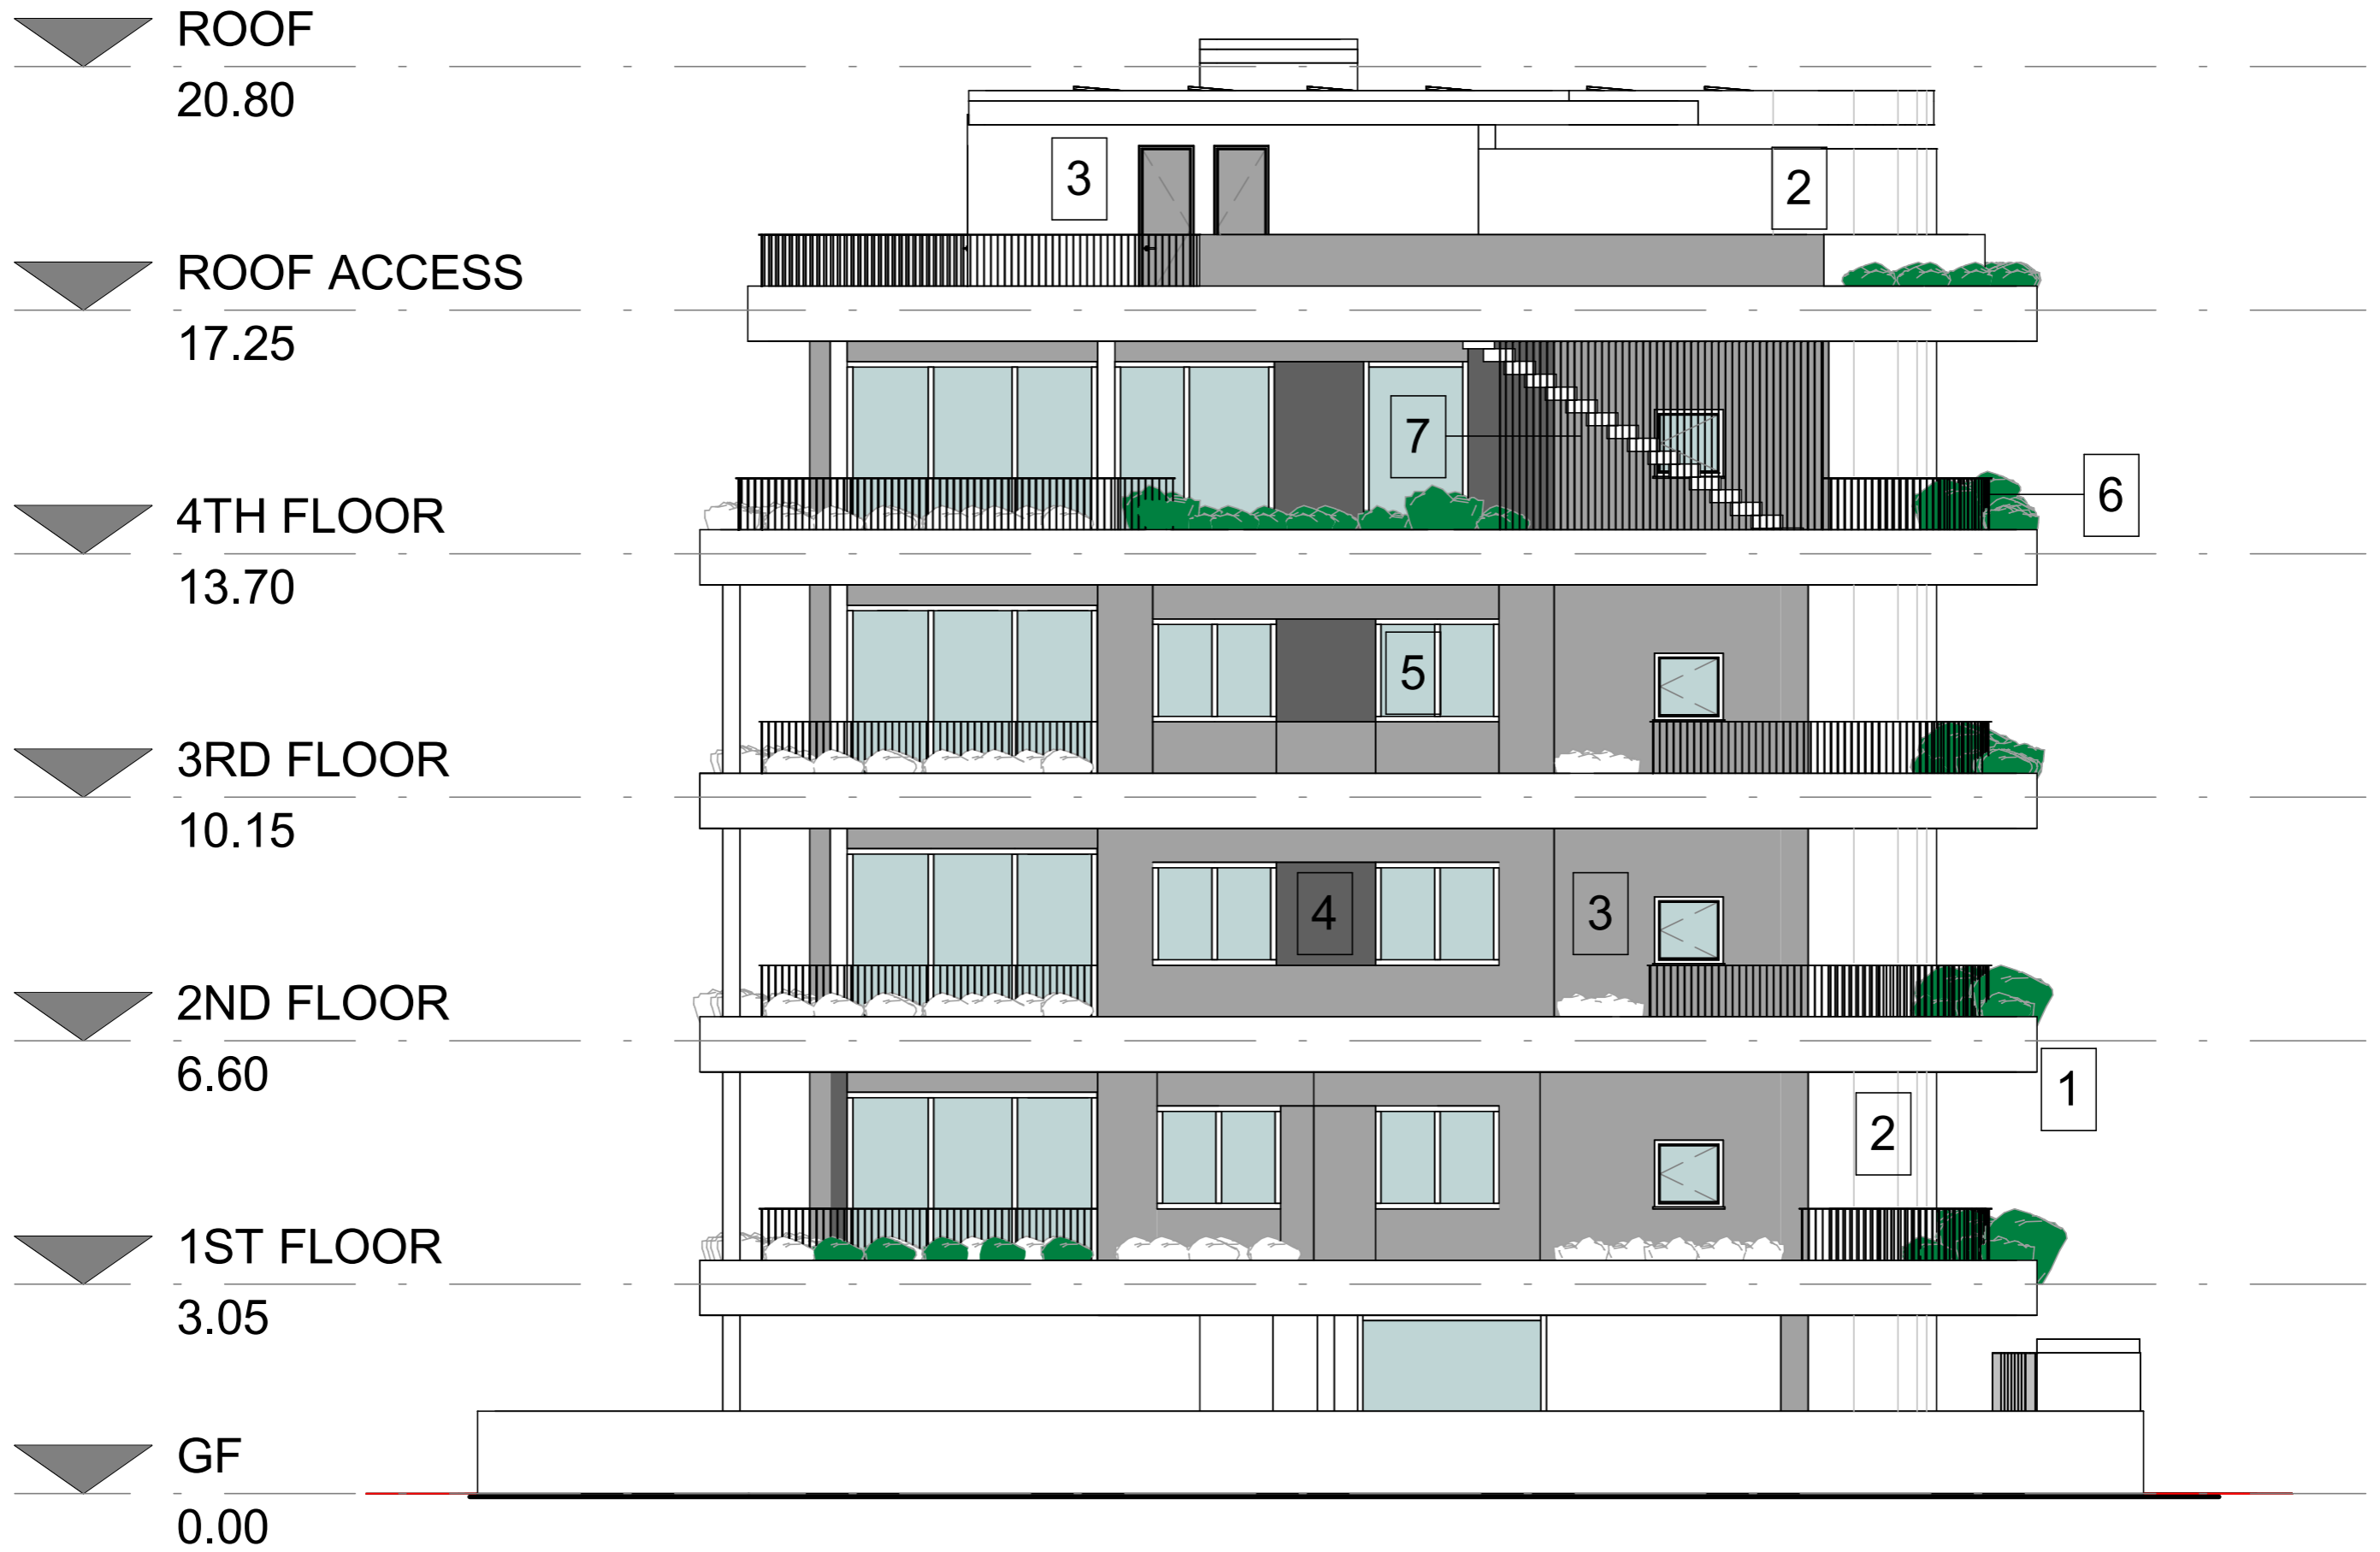 ROOF
20.80
3
2
ROOF ACCESS
17.25
7
6
4TH FLOOR
13.70
5
3RD FLOOR
10.15
4
3
2ND FLOOR
6.60
1
2
1ST FLOOR
3.05
GF
0.00